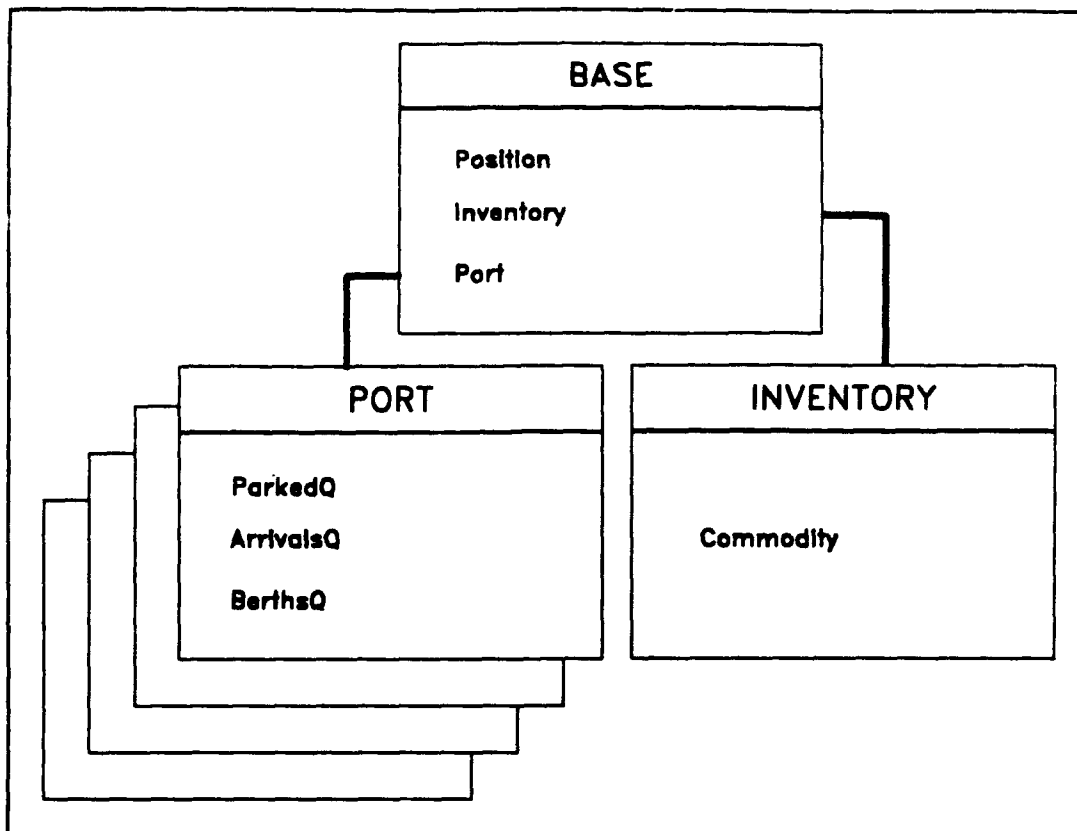 BASE
Position
Inventory
Port
PORT
ParkedQ
ArrivalsQ
BerthsQ
INVENTORY
Commodity